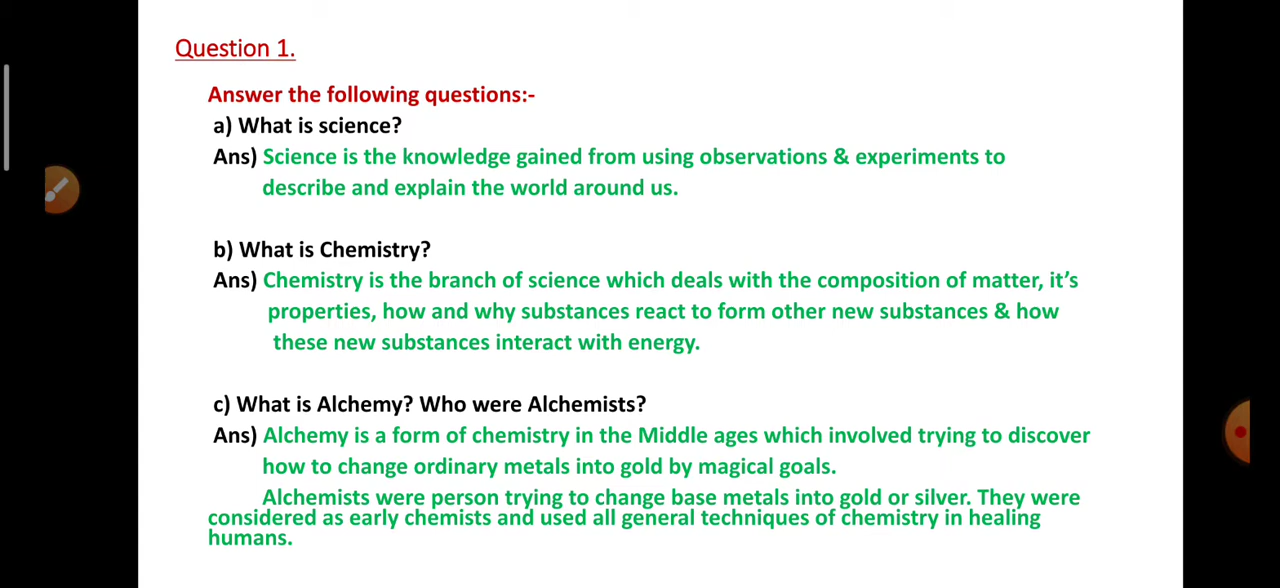 Question 1.
Answer the following questions:-
a) What is science?
Ans) Science is the knowledge gained from using observations & experiments to
describe and explain the world around us.
b) What is Chemistry?
Ans) Chemistry is the branch of science which deals with the composition of matter, it's
properties, how and why substances react to form other new substances & how
these new substances interact with energy.
c) What is Alchemy? Who were Alchemists?
Ans) Alchemy is a form of chemistry in the Middle ages which involved trying to discover
how to change ordinary metals into gold by magical goals.
Alchemists were person trying to change base metals into gold or silver. They were
considered as early chemists and used all general techniques of chemistry in healing
humans.